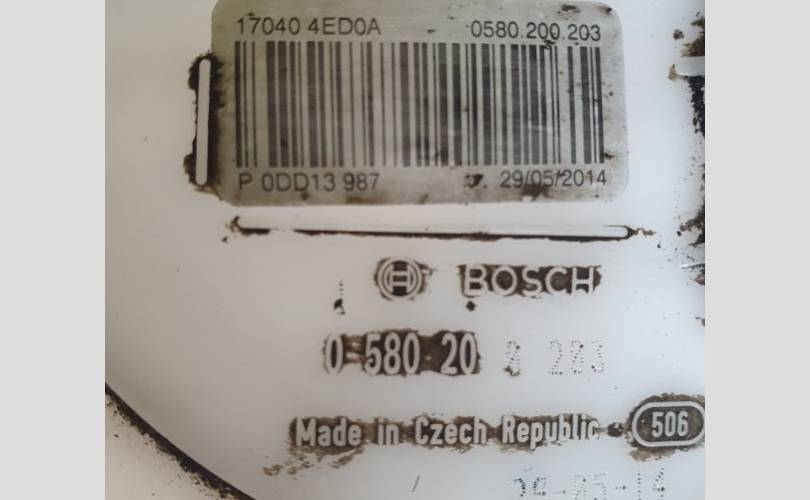 17040 4ED0A 0580.200.203
P 0DD13 987 29/05/2014
BOSCH
0 580 20
Made in Czech Republic 506